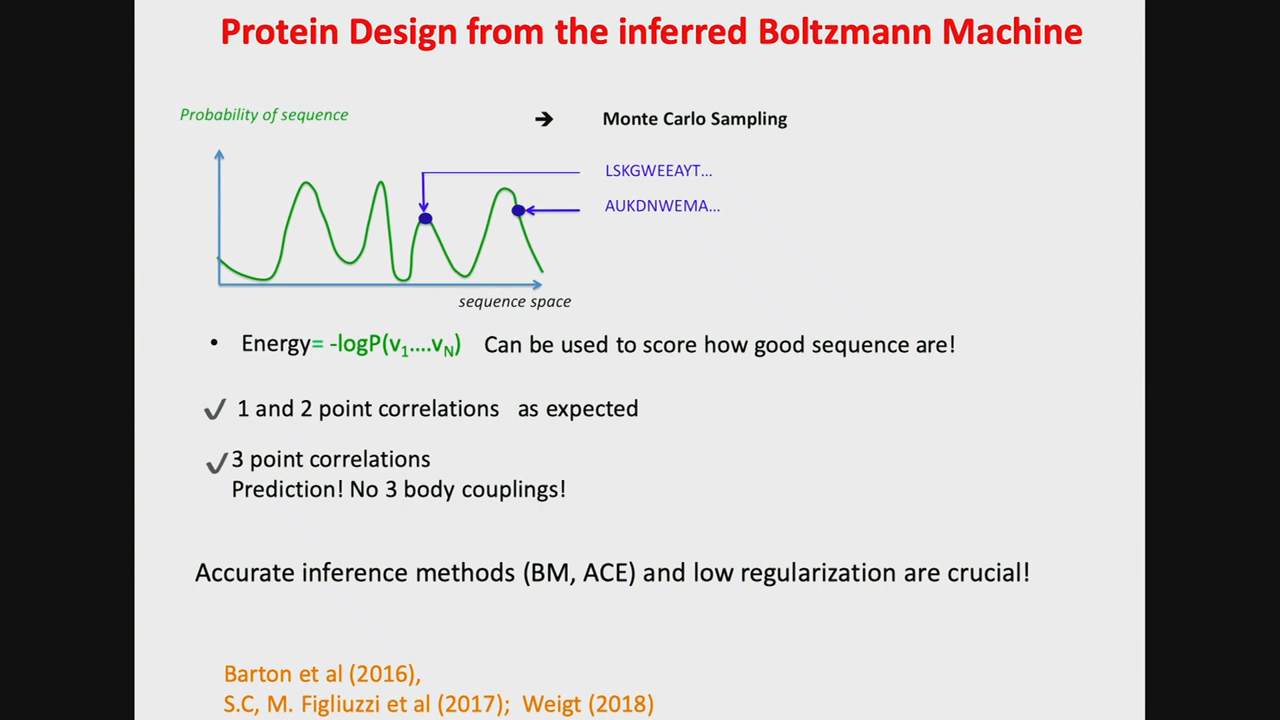 Protein Design from the inferred Boltzmann Machine
Probability of sequence
➔ Monte Carlo Sampling
LSKGWEEAYT...
AUKDNWEMA...
sequence space
• Energy= -logP(v1....vN) Can be used to score how good sequence are!
✓ 1 and 2 point correlations as expected
✓ 3 point correlations
Prediction! No 3 body couplings!
Accurate inference methods (BM, ACE) and low regularization are crucial!
Barton et al (2016),
S.C, M. Figliuzzi et al (2017); Weigt (2018)